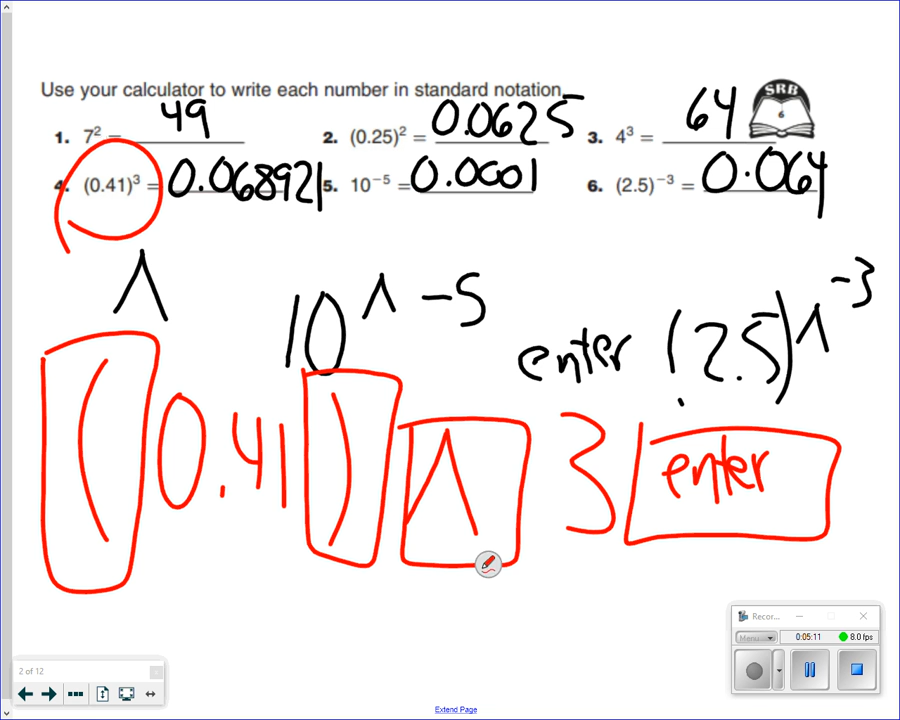 Use your calculator to write each number in standard notation.
1. 7² = 49 2. (0.25)² = 0.0625 3. 4³ = 64
SRB
6
4. (0.41)³ = 0.068921 5. 10⁻⁵ = 0.0001 6. (2.5)⁻³ = 0.064
^ 10 ^ -5 enter (2.5)^-3
( 0.41 ) ^ 3 enter
Recor...
Menu
0:05:11
8.0 fps
2 of 12
Extend Page